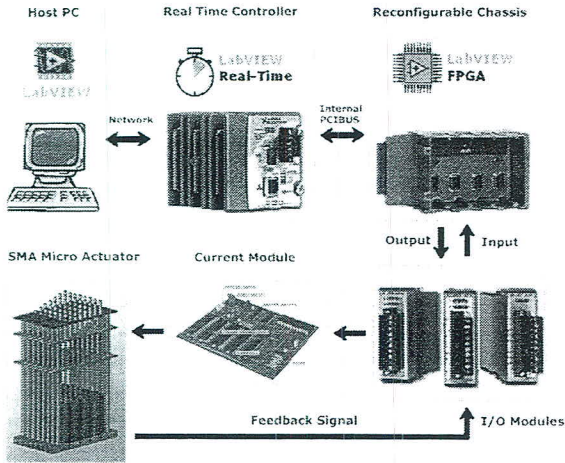 Host PC
Real Time Controller
Reconfigurable Chassis
LabVIEW
LabVIEW
Real-Time
LabVIEW
FPGA
Network
Internal
PCIBUS
Output
Input
SMA Micro Actuator
Current Module
Feedback Signal
I/O Modules